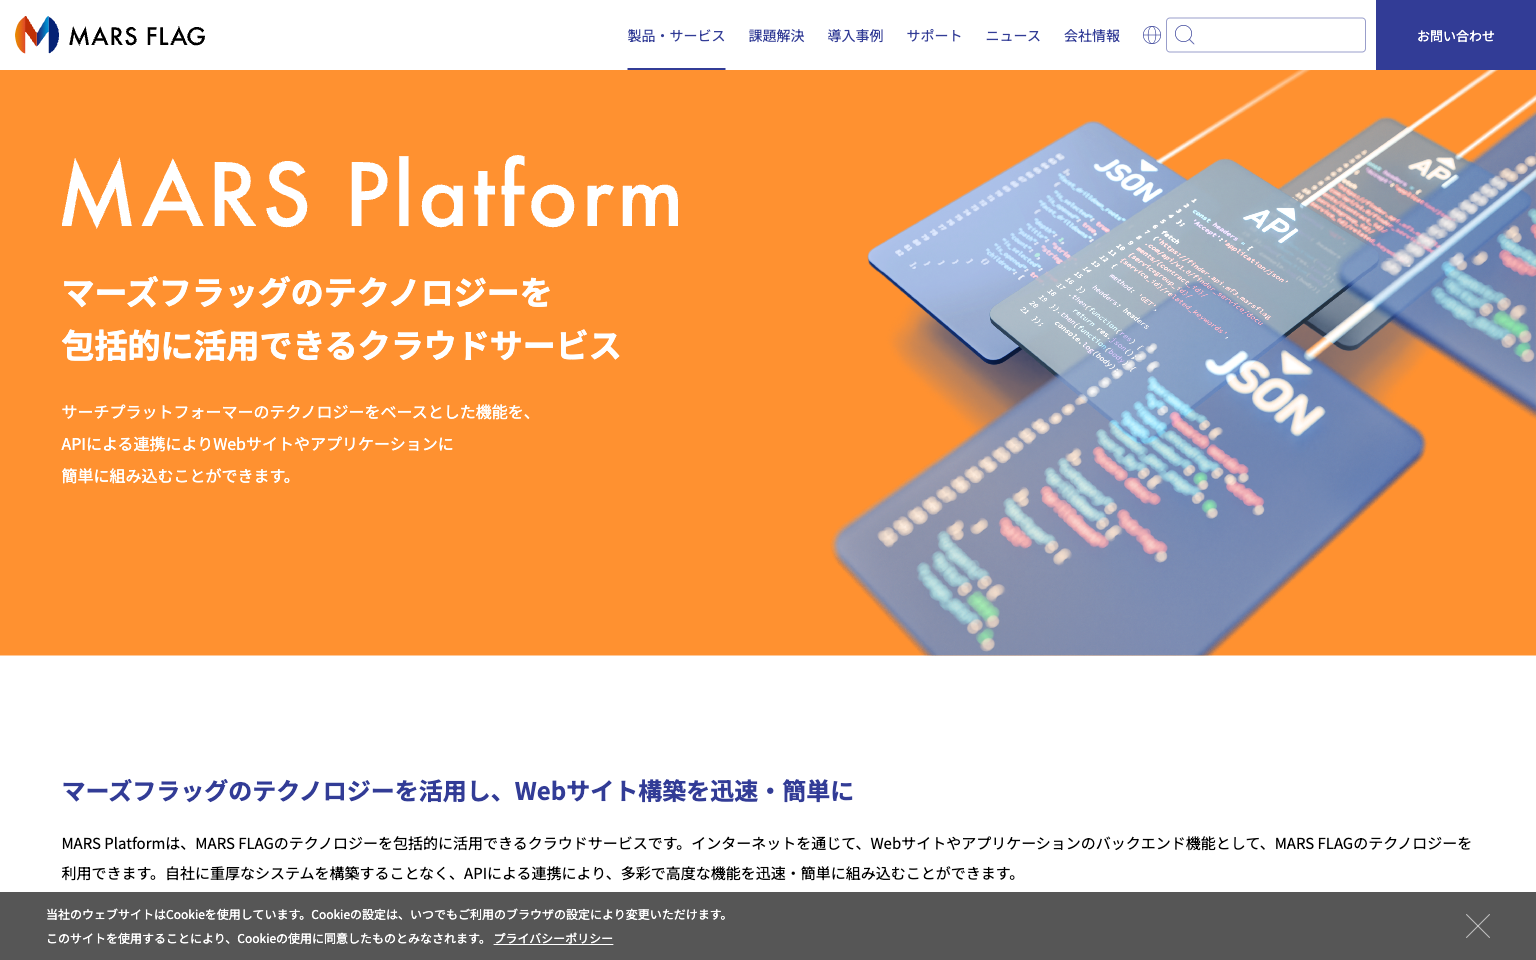 MARS FLAG
製品・サービス
課題解決
導入事例
サポート
ニュース
会社情報
お問い合わせ
MARS Platform
マーズフラッグのテクノロジーを
包括的に活用できるクラウドサービス
サーチプラットフォーマーのテクノロジーをベースとした機能を、
APIによる連携によりWebサイトやアプリケーションに
簡単に組み込むことができます。
JSON
API
API
JSON
マーズフラッグのテクノロジーを活用し、Webサイト構築を迅速・簡単に
MARS Platformは、MARS FLAGのテクノロジーを包括的に活用できるクラウドサービスです。インターネットを通じて、Webサイトやアプリケーションのバックエンド機能として、MARS FLAGのテクノロジーを
利用できます。自社に重厚なシステムを構築することなく、APIによる連携により、多彩で高度な機能を迅速・簡単に組み込むことができます。
当社のウェブサイトはCookieを使用しています。Cookieの設定は、いつでもご利用のブラウザの設定により変更いただけます。
このサイトを使用することにより、Cookieの使用に同意したものとみなされます。 プライバシーポリシー